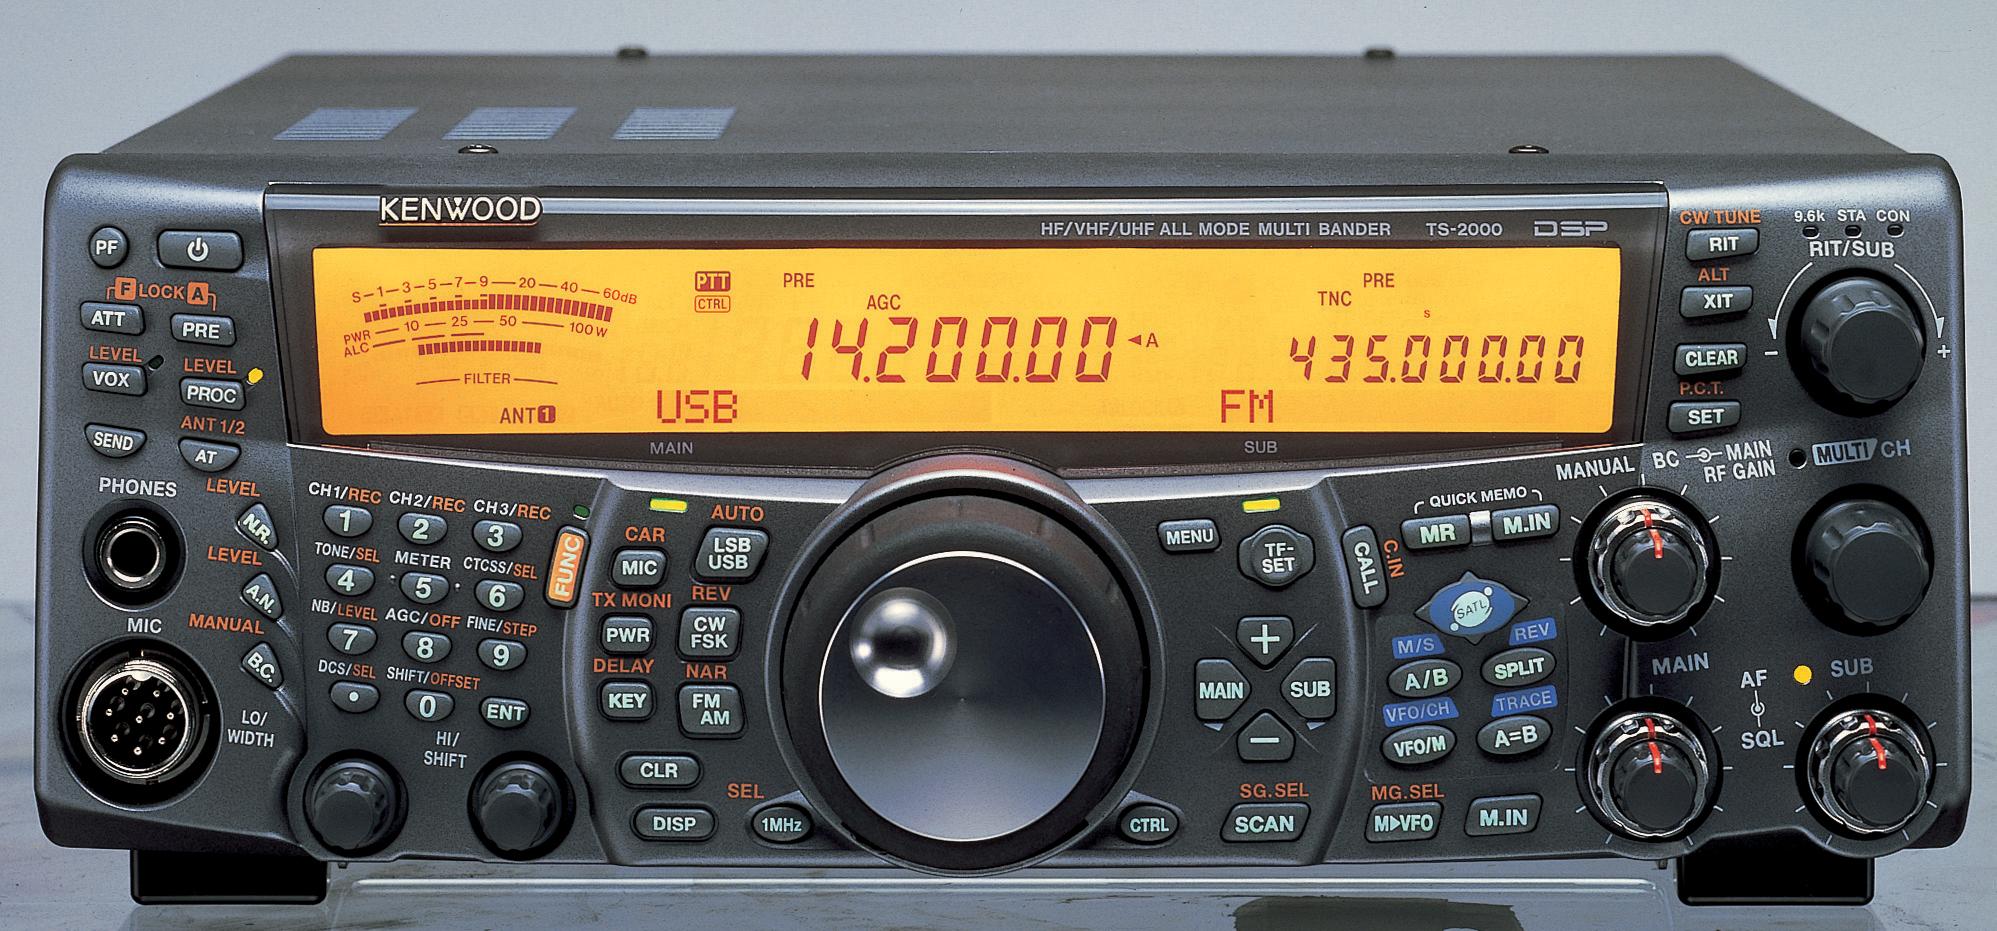 KENWOOD
HF/VHF/UHF ALL MODE MULTI BANDER TS-2000 DSP
PF
F LOCK A
ATT
PRE
LEVEL
VOX
LEVEL
PROC
ANT 1/2
SEND
AT
PHONES
LEVEL
N.R.
LEVEL
A.N.
MIC
MANUAL
B.C.
LO/
WIDTH
HI/
SHIFT
S-1-3-5-7-9-20-40-60dB
PWR 10 25 50 100 W
ALC
FILTER
ANT 1
PTT
CTRL
PRE
AGC
14.200.00 ◄A
USB
PRE
TNC
S
435.000.00
FM
MAIN
SUB
CH1/REC CH2/REC CH3/REC
1 2 3
TONE/SEL METER CTCSS/SEL
4 5 6
NB/LEVEL AGC/OFF FINE/STEP
7 8 9
DCS/SEL SHIFT/OFFSET
• 0 ENT
FUNC
CAR
MIC
AUTO
LSB
USB
TX MONI
PWR
REV
CW
FSK
DELAY
KEY
NAR
FM
AM
CLR
DISP
SEL
1MHz
MENU
TF-
SET
+
MAIN SUB
−
CTRL
SG.SEL
SCAN
CALL
C.IN
QUICK MEMO
MR M.IN
SATL
M/S
A/B
REV
SPLIT
VFO/CH
VFO/M
TRACE
A=B
MG.SEL
M▶VFO
M.IN
CW TUNE
RIT
ALT
XIT
CLEAR
P.C.T.
SET
9.6k STA CON
RIT/SUB
− +
MANUAL BC MAIN
RF GAIN
MULTI/CH
MAIN
AF
SQL
SUB